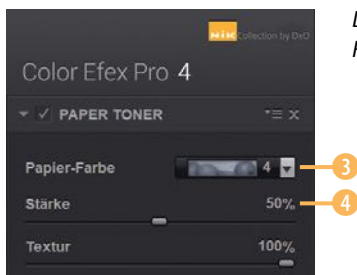 Nik Collection by DxO
Color Efex Pro 4
✓ PAPER TONER
Papier-Farbe 4 3
Stärke 50% 4
Textur 100%